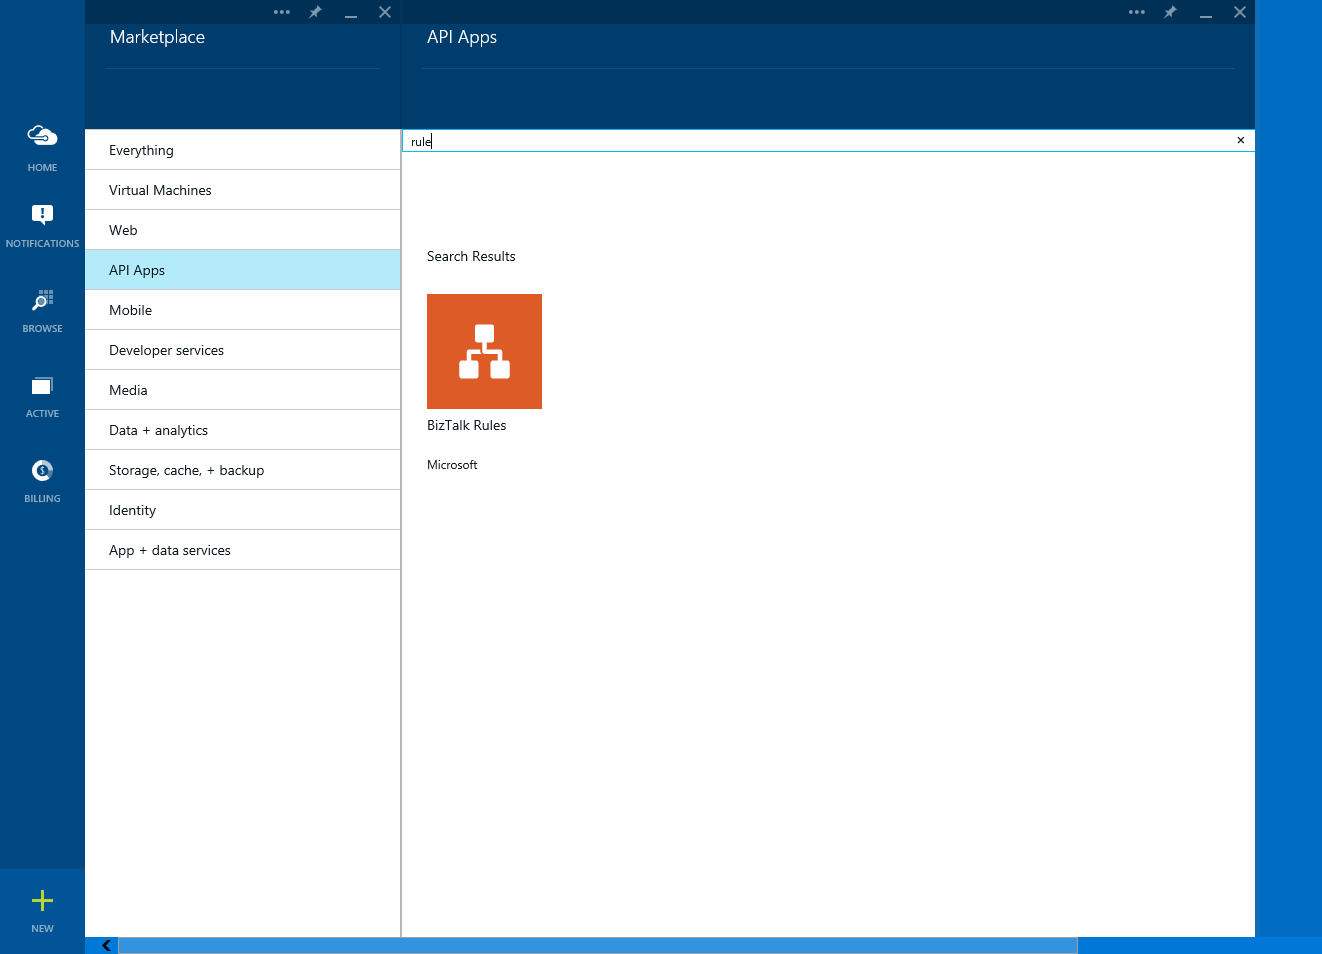 Marketplace
API Apps
HOME
NOTIFICATIONS
BROWSE
ACTIVE
BILLING
NEW
Everything
Virtual Machines
Web
API Apps
Mobile
Developer services
Media
Data + analytics
Storage, cache, + backup
Identity
App + data services
rule
Search Results
BizTalk Rules
Microsoft